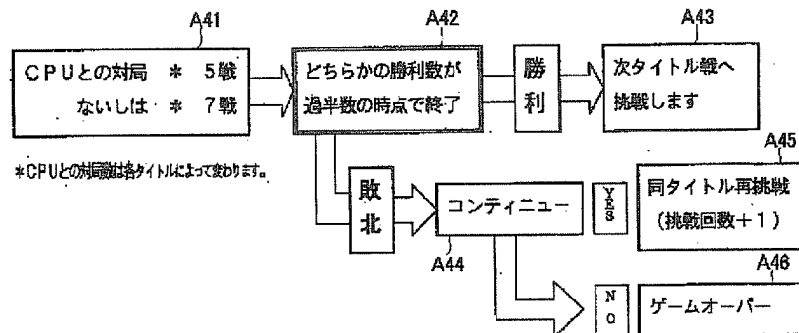 A41
A42
A43
CPUとの対局 * 5戦
ないしは * 7戦
どちらかの勝利数が
過半数の時点で終了
勝利
次タイトル戦へ
挑戦します
*CPUとの対局数は各タイトルによって変わります。
敗北
コンティニュー
A44
YES
A45
同タイトル再挑戦
(挑戦回数+1)
NO
A46
ゲームオーバー